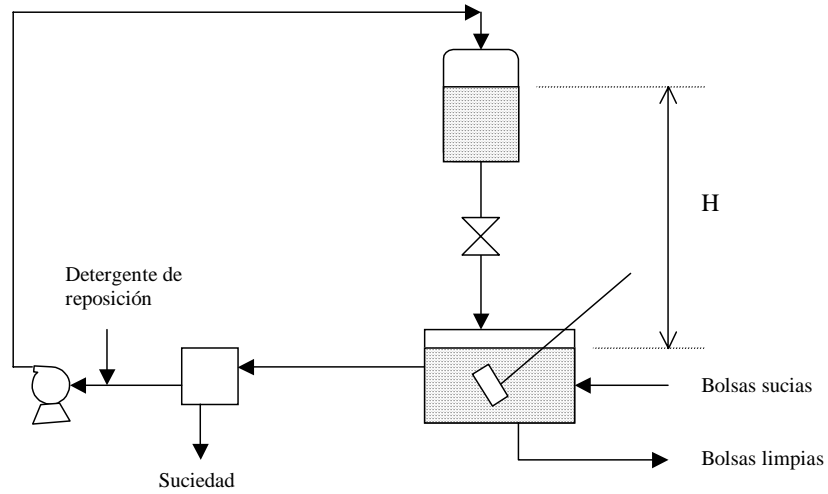 H
Detergente de
reposición
Bolsas sucias
Bolsas limpias
Suciedad